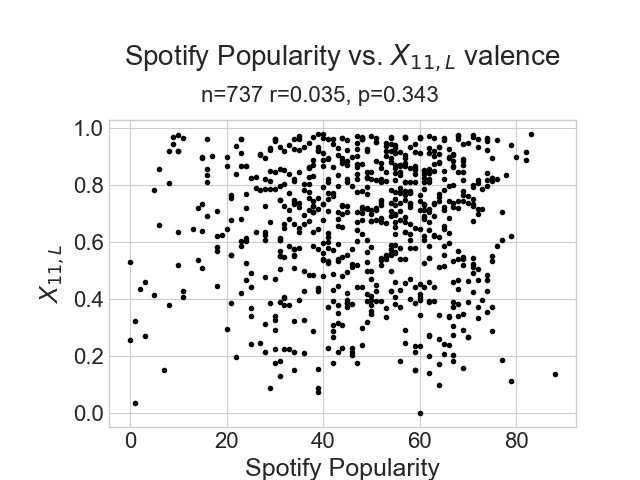 Spotify Popularity vs. X11, L valence
n=737 r=0.035, p=0.343
1.0
0.8
0.6
0.4
0.2
0.0
X11, L
0 20 40 60 80
Spotify Popularity